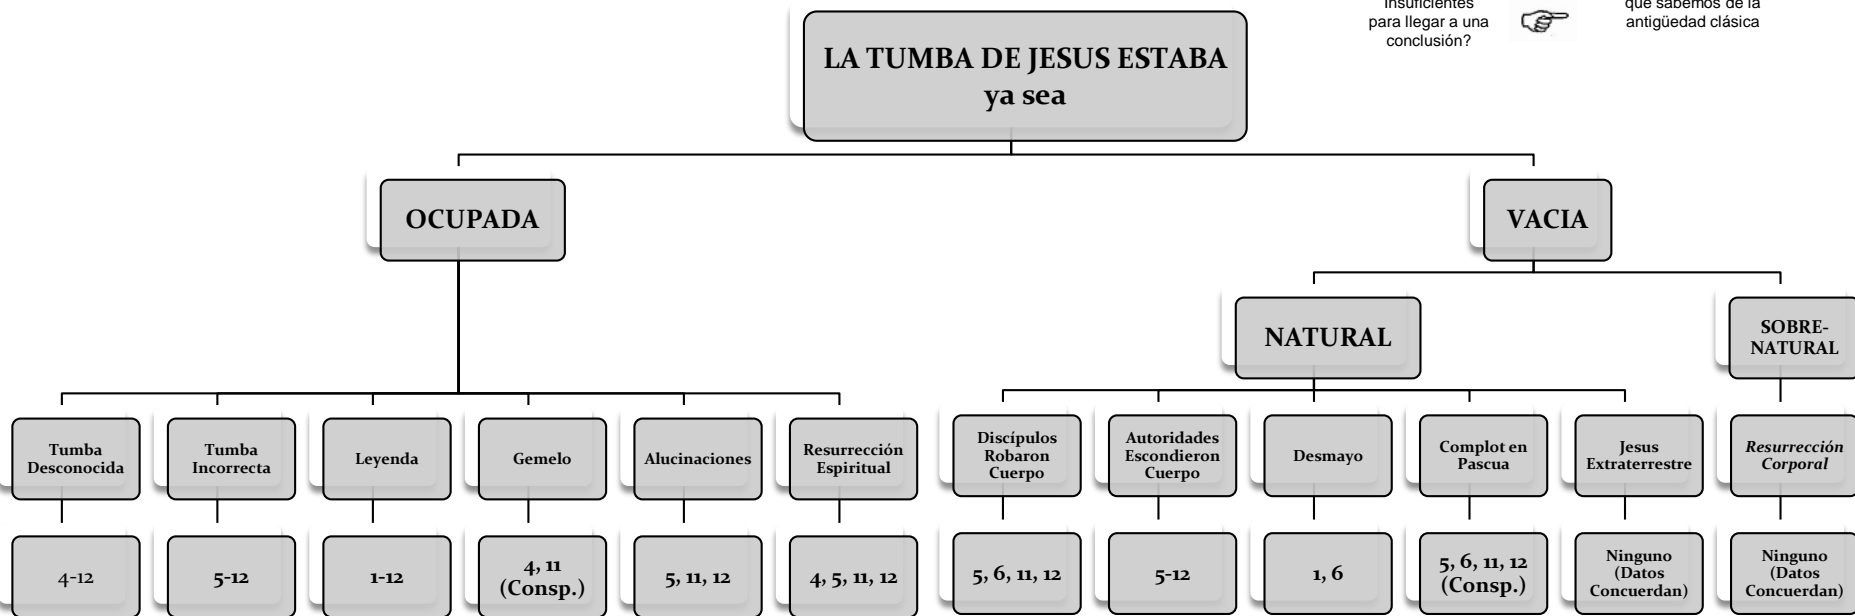 Insuficientes
para llegar a una
conclusión?
que sabemos de la
antigüedad clásica
LA TUMBA DE JESUS ESTABA
ya sea
OCUPADA
VACIA
NATURAL
SOBRE-
NATURAL
Tumba
Desconocida
Tumba
Incorrecta
Leyenda
Gemelo
Alucinaciones
Resurrección
Espiritual
Discípulos
Robaron
Cuerpo
Autoridades
Escondieron
Cuerpo
Desmayo
Complot en
Pascua
Jesus
Extraterrestre
Resurrección
Corporal
4-12
5-12
1-12
4, 11
(Consp.)
5, 11, 12
4, 5, 11, 12
5, 6, 11, 12
5-12
1, 6
5, 6, 11, 12
(Consp.)
Ninguno
(Datos
Concuerdan)
Ninguno
(Datos
Concuerdan)